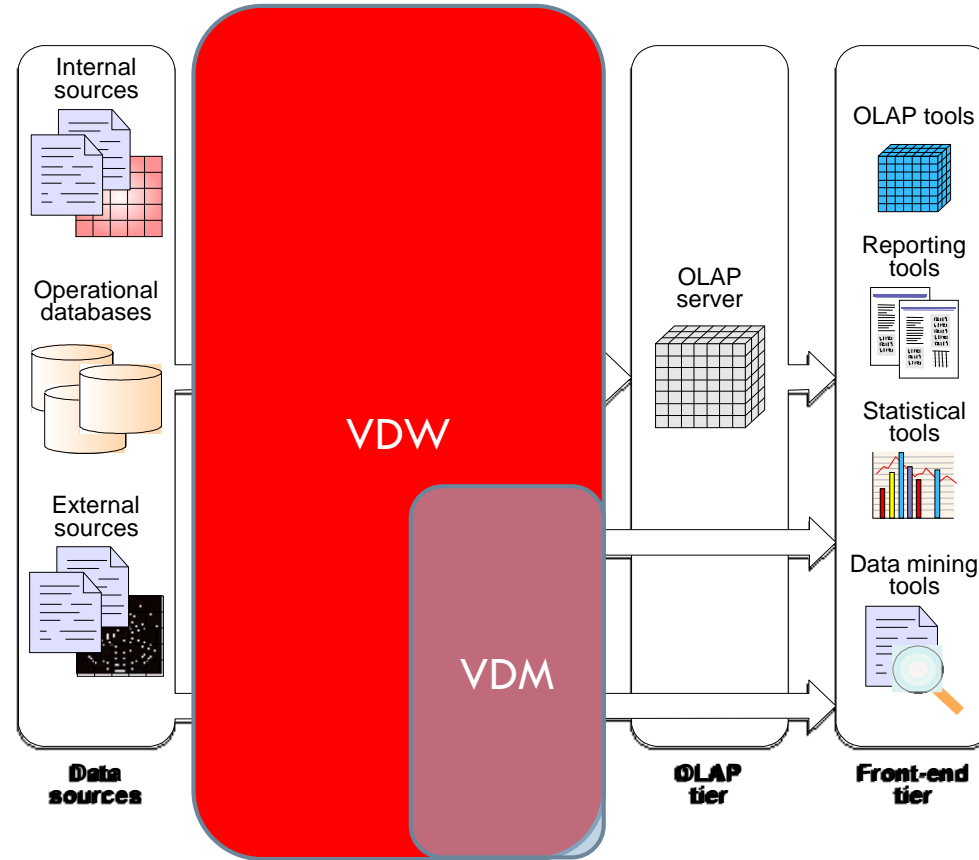 Internal
sources
Operational
databases
External
sources
Data
sources
VDW
VDM
OLAP
server
OLAP
tier
OLAP tools
Reporting
tools
Statistical
tools
Data mining
tools
Front-end
tier